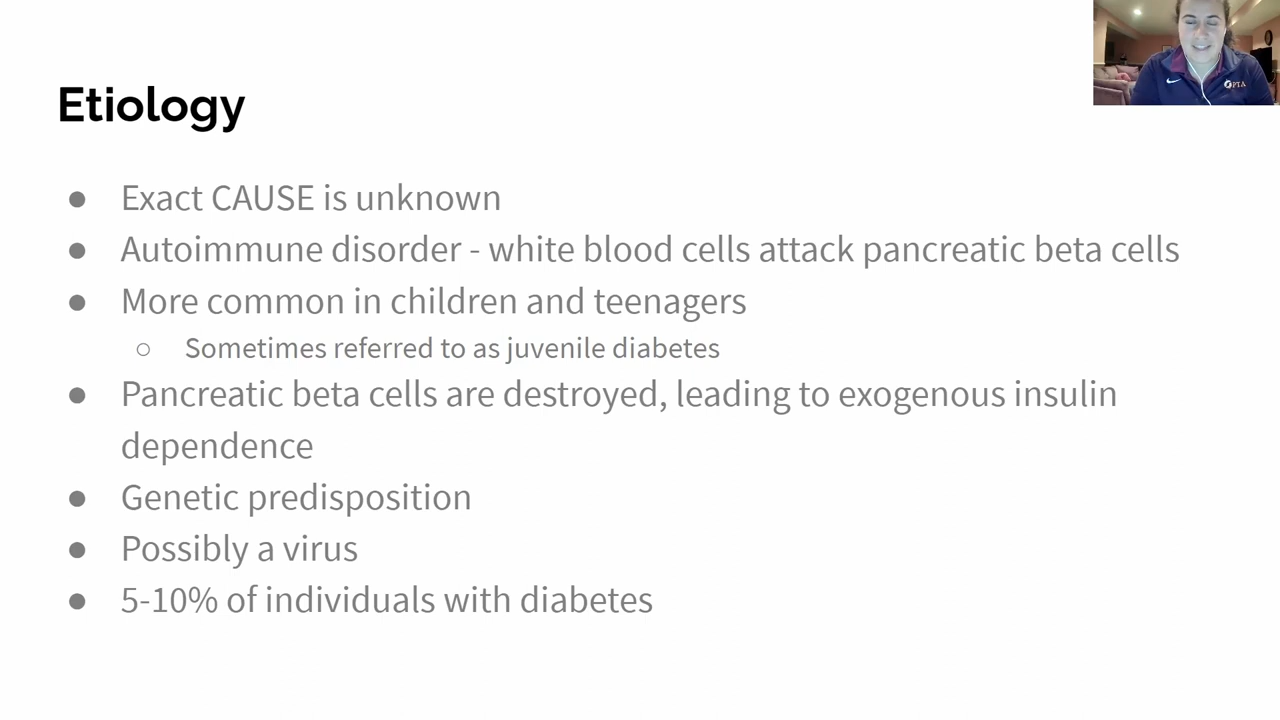 Etiology
● Exact CAUSE is unknown
● Autoimmune disorder - white blood cells attack pancreatic beta cells
● More common in children and teenagers
○ Sometimes referred to as juvenile diabetes
● Pancreatic beta cells are destroyed, leading to exogenous insulin
dependence
● Genetic predisposition
● Possibly a virus
● 5-10% of individuals with diabetes
PTA